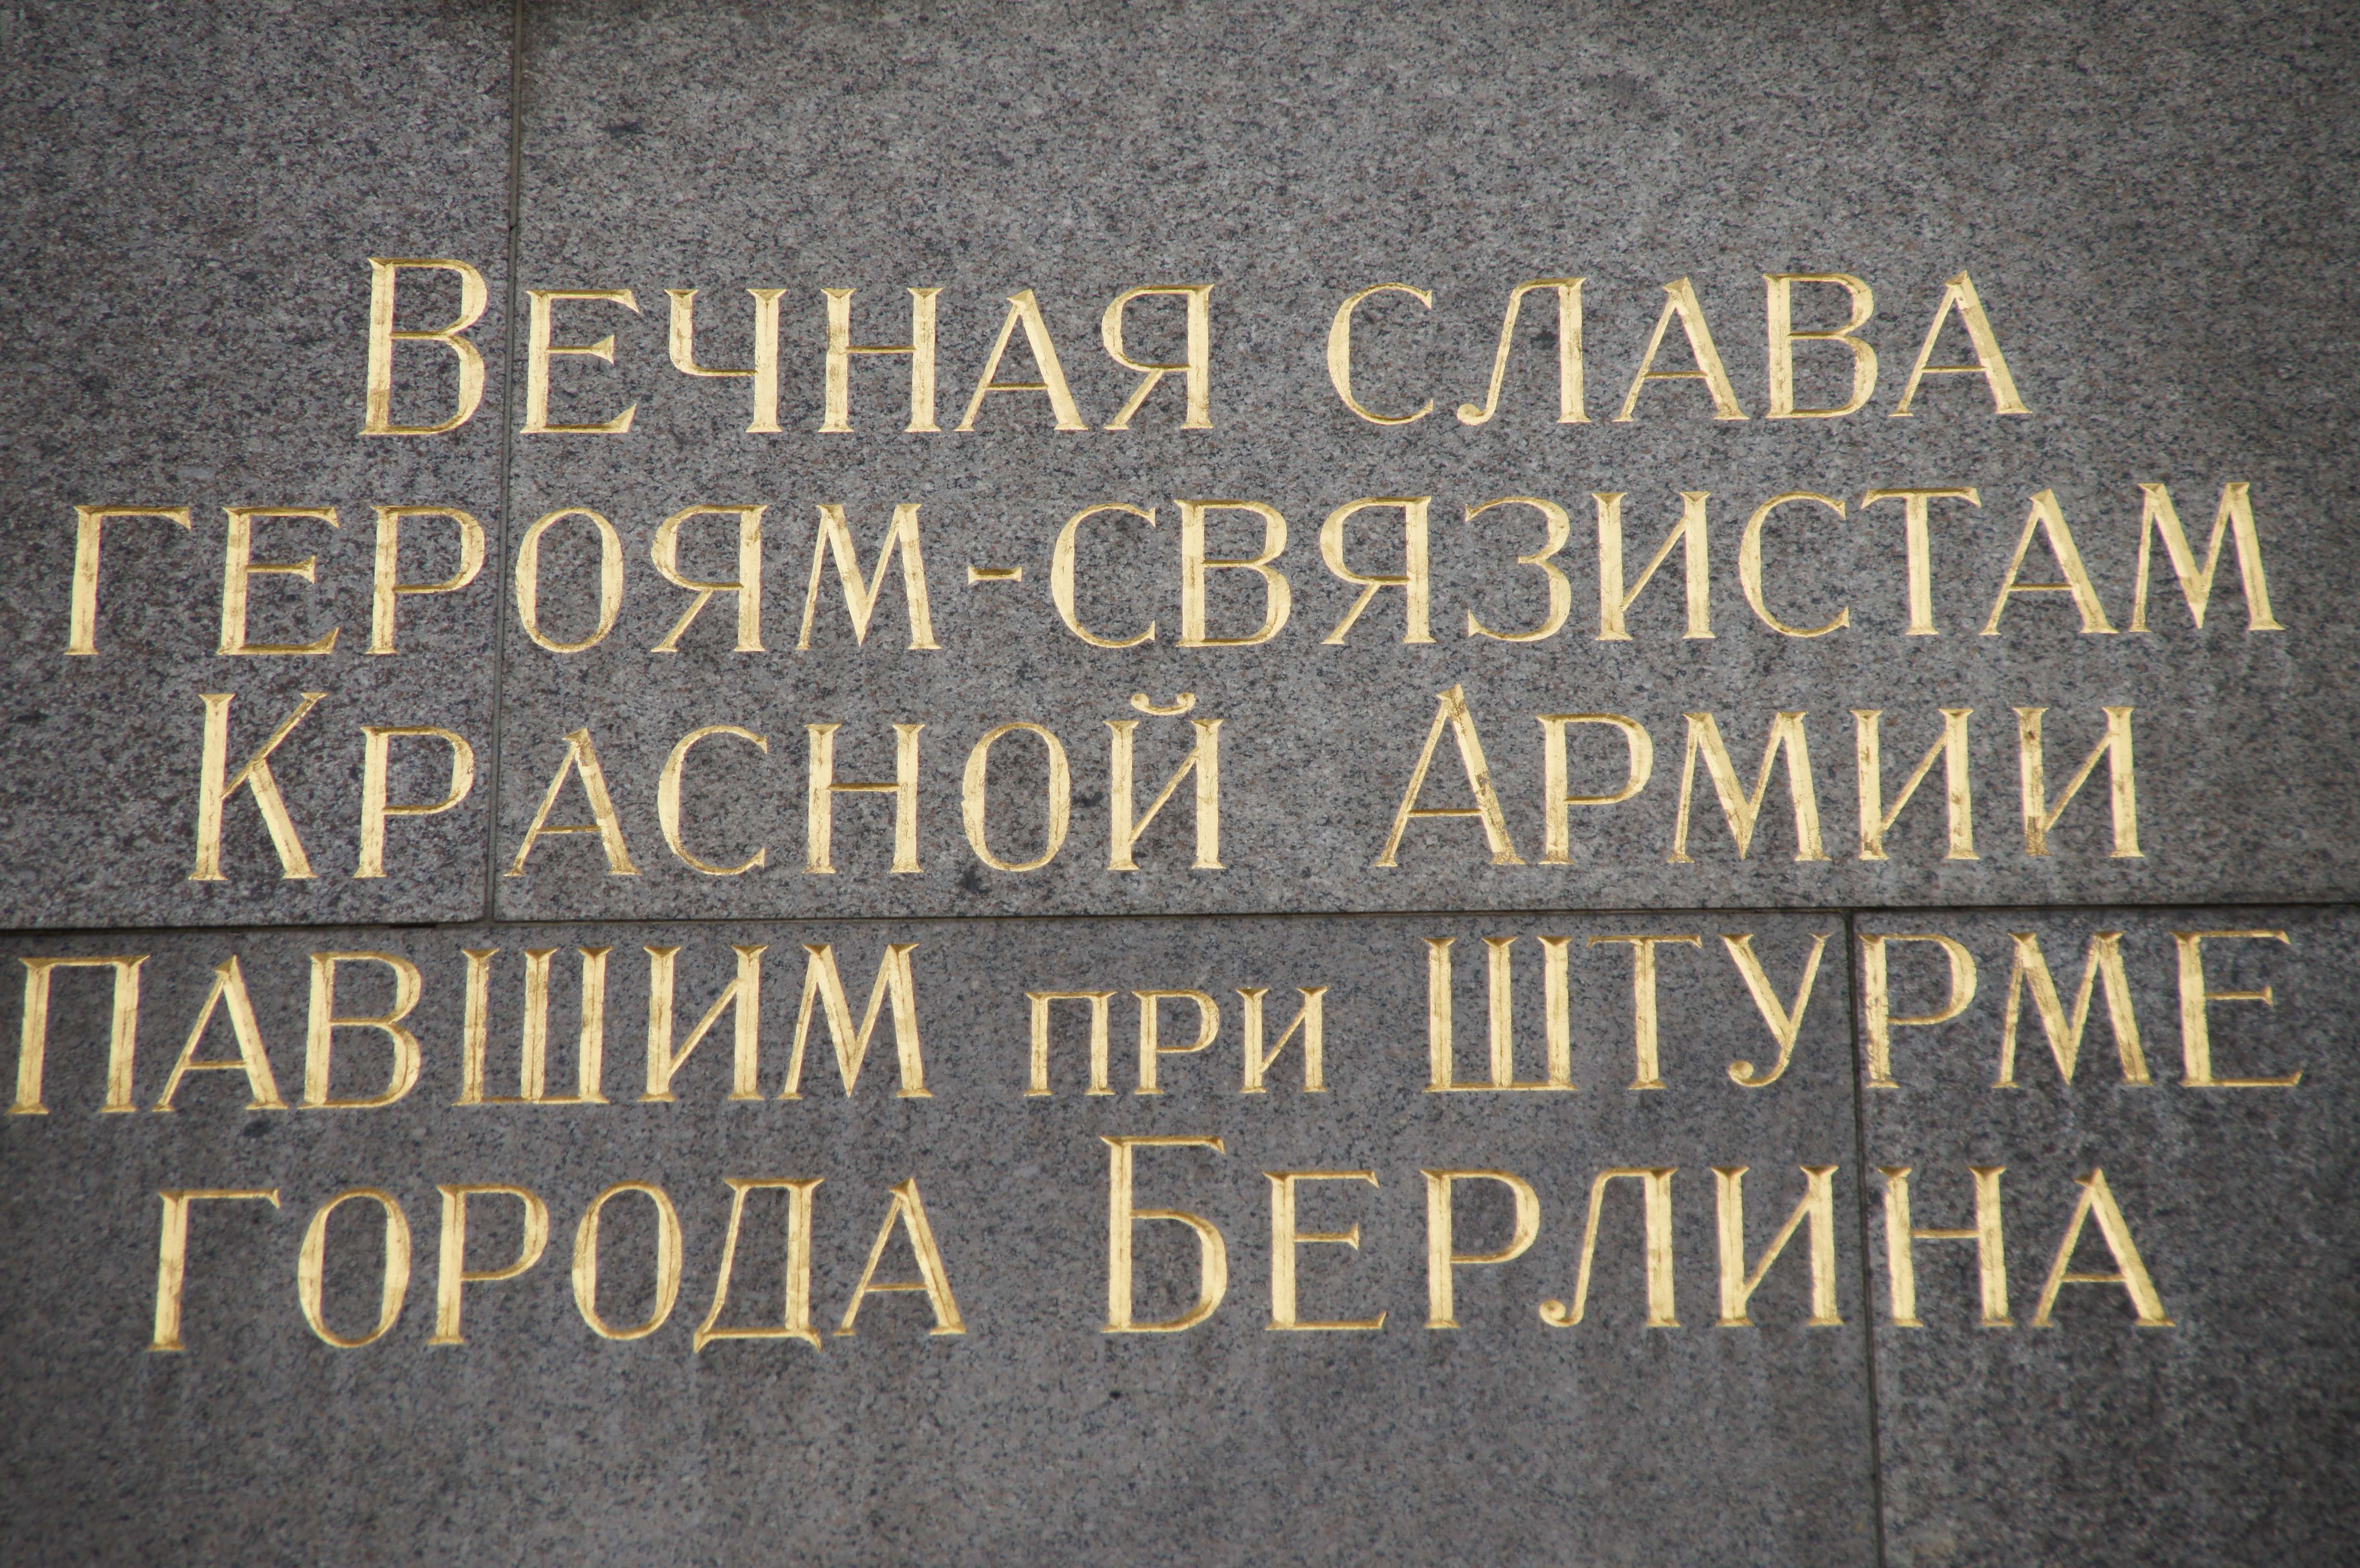 Вечная слава
героям-связистам
Красной Армии
павшим при штурме
города Берлина